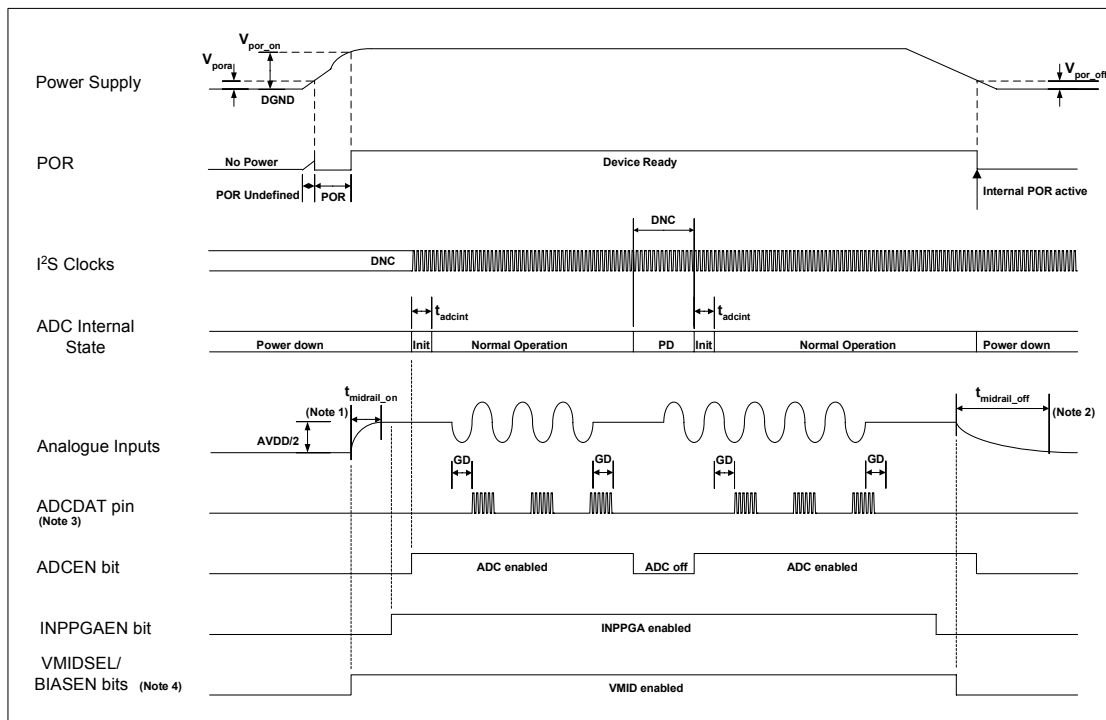 V_por_on
V_pora
V_por_off
Power Supply
DGND
POR
No Power
Device Ready
POR Undefined
POR
Internal POR active
DNC
I²S Clocks
DNC
t_adcint
t_adcint
ADC Internal
State
Power down
Init
Normal Operation
PD
Init
Normal Operation
Power down
t_midrail_on
t_midrail_off
(Note 1)
(Note 2)
Analogue Inputs
AVDD/2
GD
GD
GD
GD
ADCDAT pin
(Note 3)
ADCEN bit
ADC enabled
ADC off
ADC enabled
INPPGAEN bit
INPPGA enabled
VMIDSEL/
BIASEN bits (Note 4)
VMID enabled